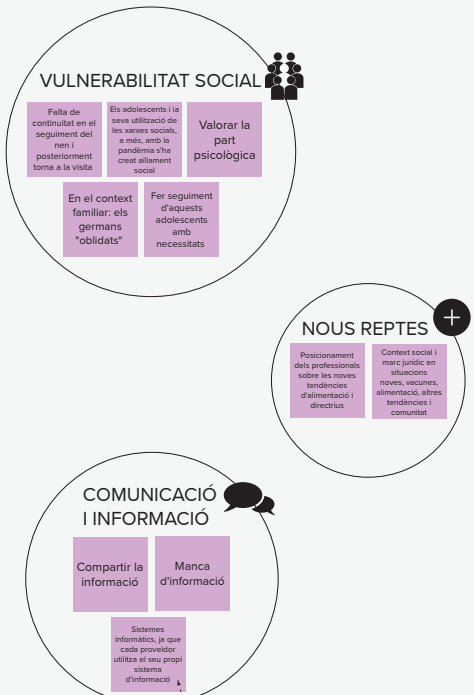 VULNERABILITAT SOCIAL
Falta de
continuitat en el
seguiment del
nen i
posteriorment
torna a la visita
Els adolescents i la
seva utilització de
les xarxes socials,
a més, amb la
pandèmia s'ha
creat aïllament
social
Valorar la
part
psicològica
En el context
familiar: els
germans
"oblidats"
Fer seguiment
d'aquests
adolescents
amb
necessitats
NOUS REPTES
Posicionament
dels professionals
sobre les noves
tendències
d'alimentació i
directrius
Context social i
marc jurídic en
situacions
noves, vacunes,
alimentació, altres
tendències i
comunitat
COMUNICACIÓ
I INFORMACIÓ
Compartir la
informació
Manca
d'informació
Sistemes
informàtics, ja que
cada proveïdor
utilitza el seu propi
sistema
d'informació